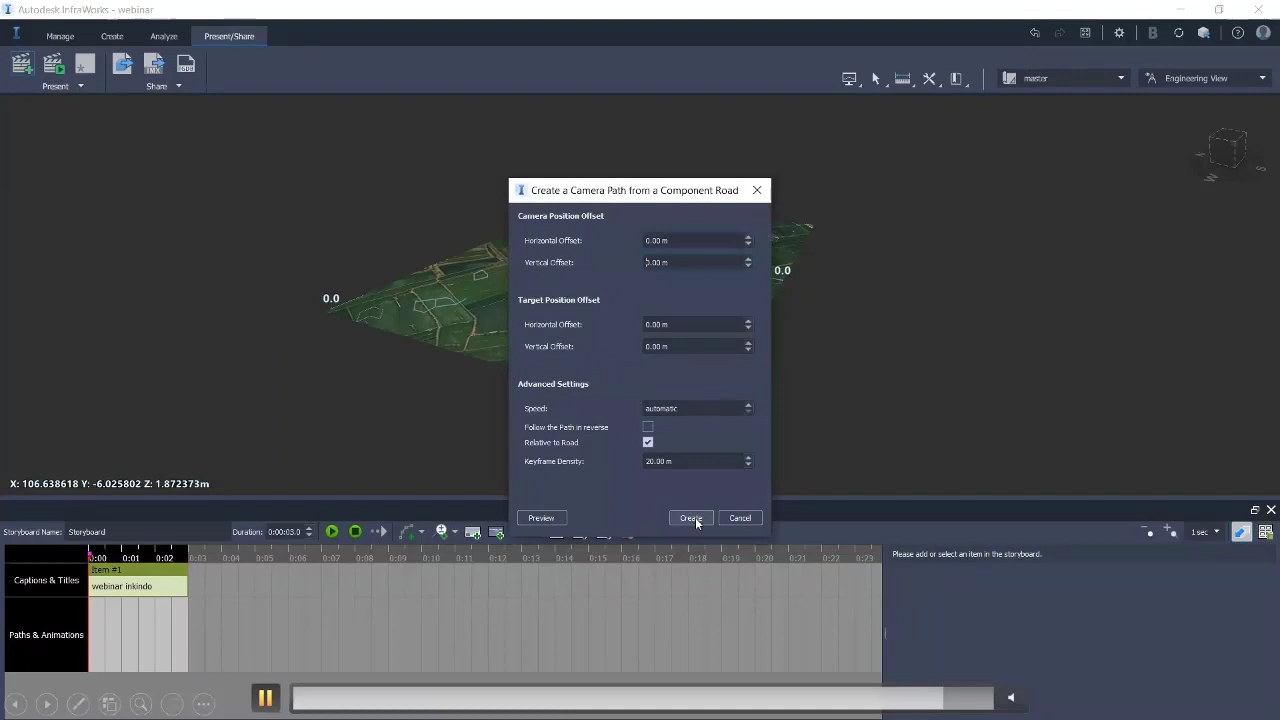 Autodesk InfraWorks - webinar
Manage
Create
Analyze
Present/Share
Present
Share
master
Engineering View
Create a Camera Path from a Component Road
Camera Position Offset
Horizontal Offset: 0.00 m
Vertical Offset: 5.00 m
Target Position Offset
Horizontal Offset: 0.00 m
Vertical Offset: 0.00 m
Advanced Settings
Speed: automatic
Follow the Path in reverse
Relative to Road
Keyframe Density: 20.00 m
Preview
Create
Cancel
0.0
0.0
W
S
X: 106.638618 Y: -6.025802 Z: 1.872373m
Storyboard Name: Storyboard
Duration: 0:00:03.0
1 sec
0:00 0:01 0:02 0:03 0:04 0:05 0:06 0:07 0:08 0:09 0:10 0:11 0:12 0:13 0:14 0:15 0:16 0:17 0:18 0:19 0:20 0:21 0:22 0:23
Please add or select an item in the storyboard.
Captions & Titles
Item #1
webinar inkindo
Paths & Animations